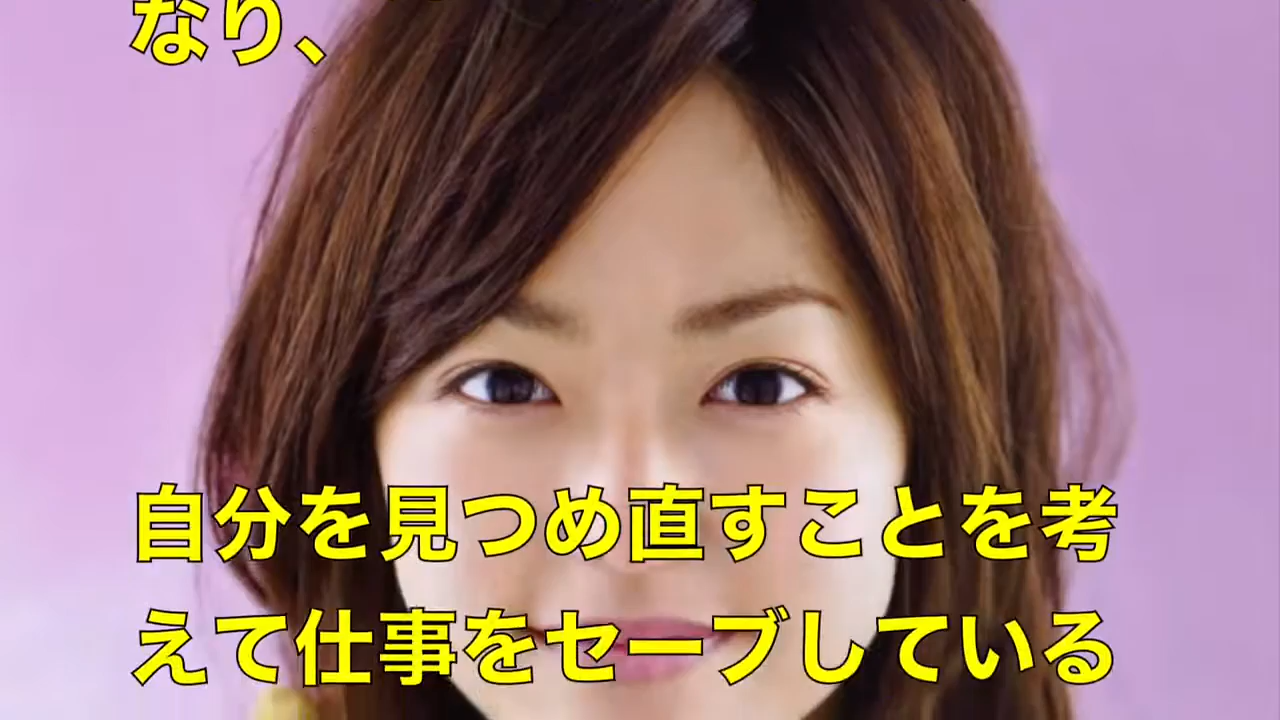 なり、
自分を見つめ直すことを考
えて仕事をセーブしている